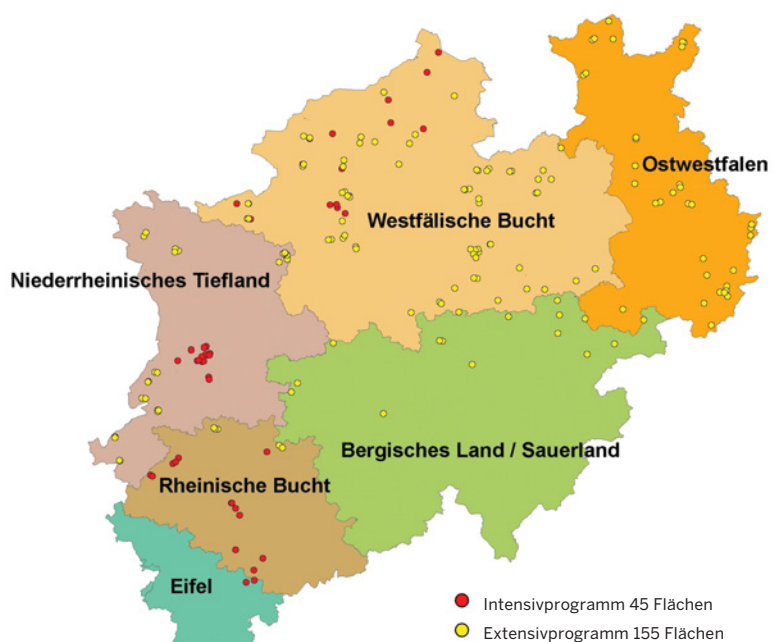 Ostwestfalen
Westfälische Bucht
Niederrheinisches Tiefland
Bergisches Land / Sauerland
Rheinische Bucht
Eifel
Intensivprogramm 45 Flächen
Extensivprogramm 155 Flächen